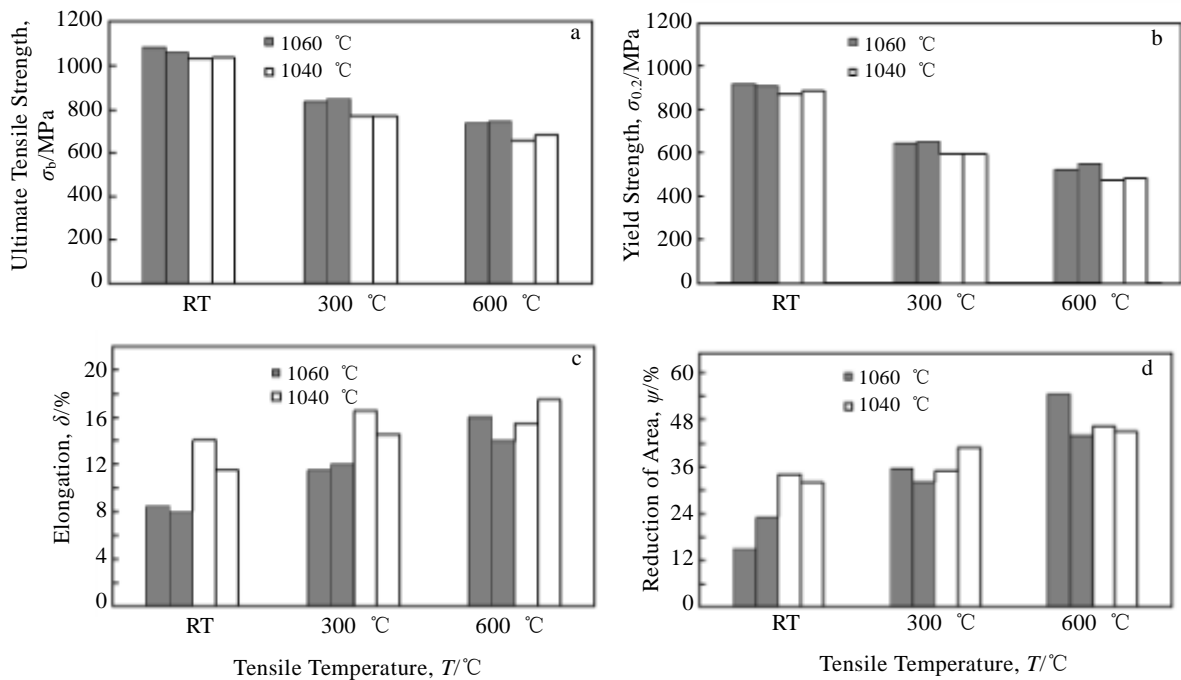 Ultimate Tensile Strength,
σb/MPa
1200
1000
800
600
400
200
0
a
1060 ℃
1040 ℃
RT
300 ℃
600 ℃
Yield Strength, σ0.2/MPa
1200
1000
800
600
400
200
0
b
1060 ℃
1040 ℃
RT
300 ℃
600 ℃
Elongation, δ/%
20
16
12
8
4
0
c
1060 ℃
1040 ℃
RT
300 ℃
600 ℃
Tensile Temperature, T/℃
Reduction of Area, ψ/%
60
48
36
24
12
0
d
1060 ℃
1040 ℃
RT
300 ℃
600 ℃
Tensile Temperature, T/℃